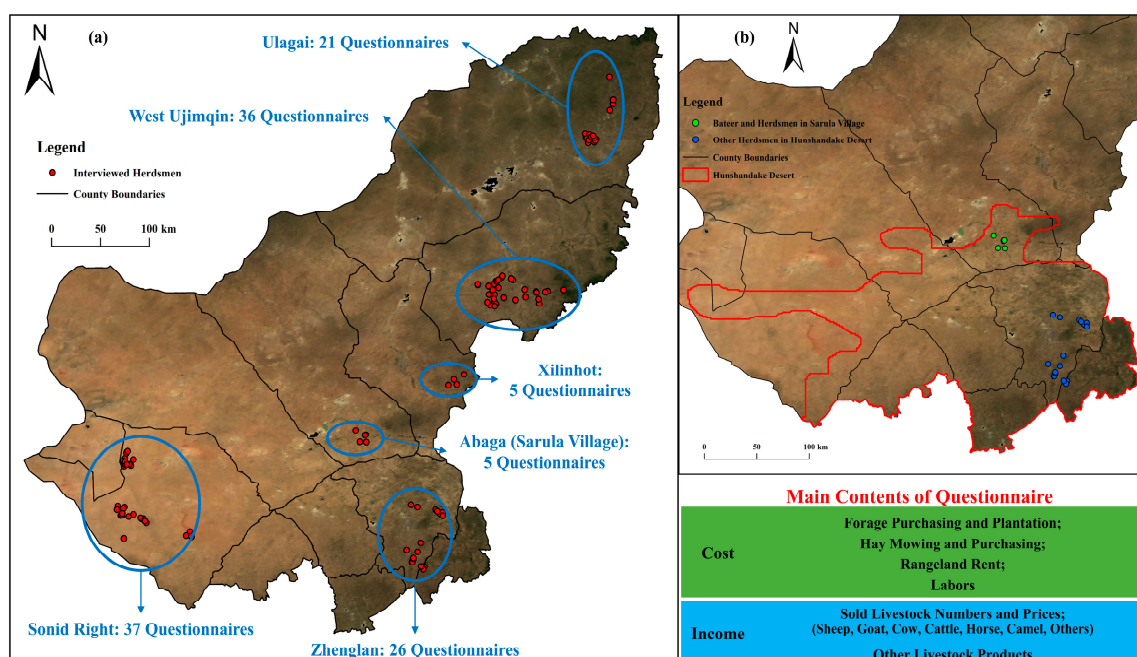 (a)
N
Ulagai: 21 Questionnaires
West Ujimqin: 36 Questionnaires
Legend
Interviewed Herdsmen
County Boundaries
0 50 100 km
Xilinhot:
5 Questionnaires
Abaga (Sarula Village):
5 Questionnaires
Sonid Right: 37 Questionnaires
Zhenglan: 26 Questionnaires
(b)
N
Legend
Bateer and Herdsmen in Sarula Village
Other Herdsmen in Hunshandake Desert
County Boundaries
Hunshandake Desert
0 50 100 km
Main Contents of Questionnaire
Cost
Forage Purchasing and Plantation;
Hay Mowing and Purchasing;
Rangeland Rent;
Labors
Income
Sold Livestock Numbers and Prices;
(Sheep, Goat, Cow, Cattle, Horse, Camel, Others)
Other Livestock Products